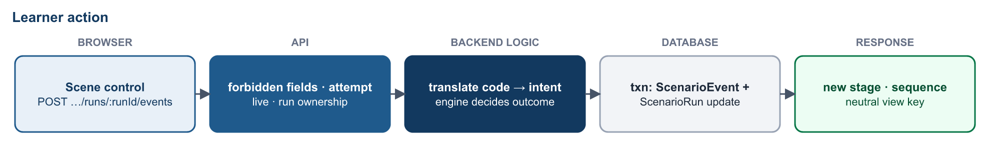 Learner action
BROWSER
API
BACKEND LOGIC
DATABASE
RESPONSE
Scene control
POST …/runs/:runId/events
forbidden fields · attempt
live · run ownership
translate code → intent
engine decides outcome
txn: ScenarioEvent +
ScenarioRun update
new stage · sequence
neutral view key